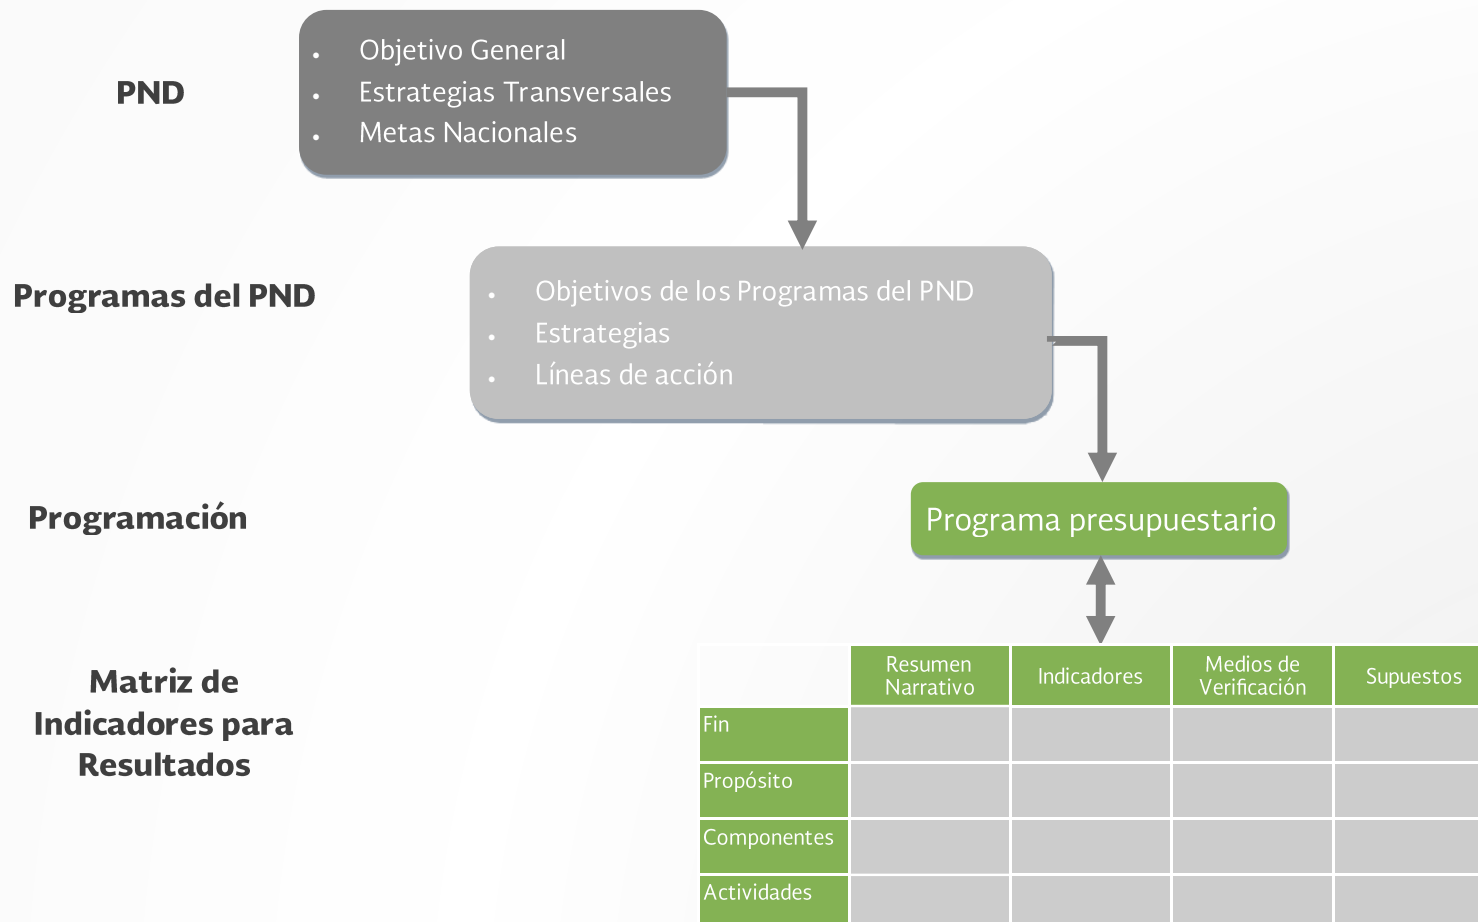 PND
• Objetivo General
• Estrategias Transversales
• Metas Nacionales
Programas del PND
• Objetivos de los Programas del PND
• Estrategias
• Líneas de acción
Programación
Programa presupuestario
Matriz de
Indicadores para
Resultados
Resumen
Narrativo
Indicadores
Medios de
Verificación
Supuestos
Fin
Propósito
Componentes
Actividades